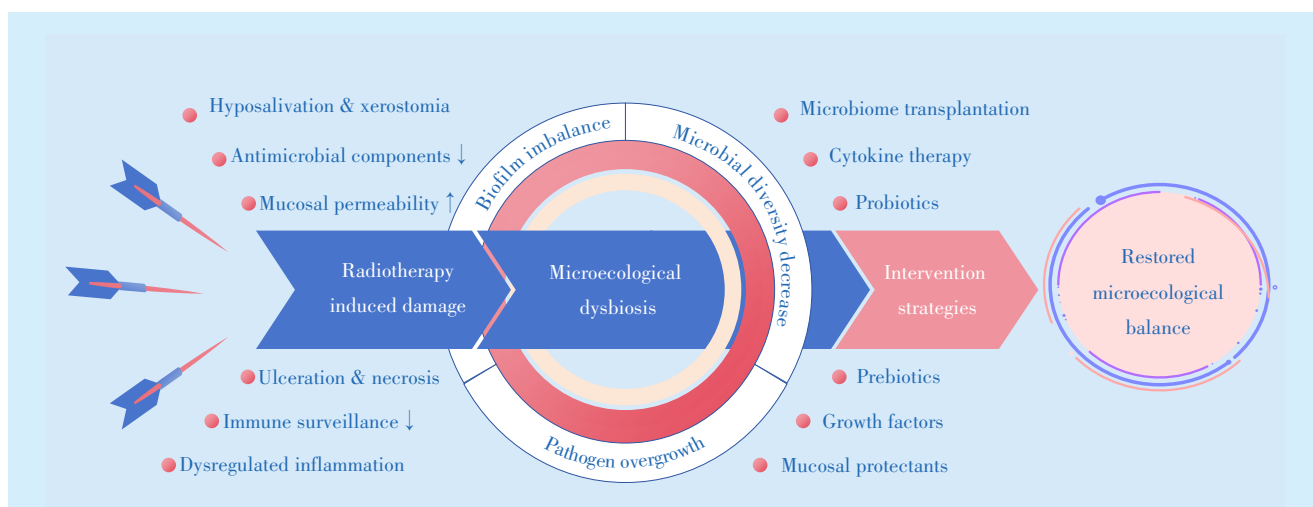 Hyposalivation & xerostomia
Antimicrobial components ↓
Mucosal permeability ↑
Radiotherapy
induced damage
Ulceration & necrosis
Immune surveillance ↓
Dysregulated inflammation
Biofilm imbalance
Microbial diversity decrease
Microecological
dysbiosis
Pathogen overgrowth
Microbiome transplantation
Cytokine therapy
Probiotics
Intervention
strategies
Prebiotics
Growth factors
Mucosal protectants
Restored
microecological
balance